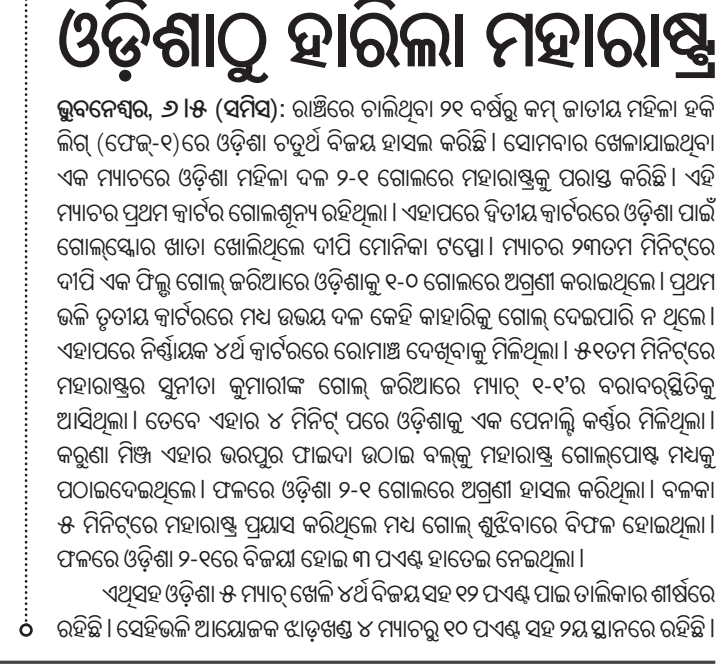 ଓଡ଼ିଶାଠୁ ହାରିଲା ମହାରାଷ୍ଟ୍ର
ଭୁବନେଶ୍ୱର, ୬।୫ (ସମିସ): ରାଞ୍ଚିରେ ଚାଲିଥିବା ୨୧ ବର୍ଷରୁ କମ୍ ଜାତୀୟ ମହିଳା ହକି
ଲିଗ୍ (ଫେଜ୍-୧)ରେ ଓଡ଼ିଶା ଚତୁର୍ଥ ବିଜୟ ହାସଲ କରିଛି। ସୋମବାର ଖେଳାଯାଇଥିବା
ଏକ ମ୍ୟାଚରେ ଓଡ଼ିଶା ମହିଳା ଦଳ ୨-୧ ଗୋଲରେ ମହାରାଷ୍ଟ୍ରକୁ ପରାସ୍ତ କରିଛି। ଏହି
ମ୍ୟାଚର ପ୍ରଥମ କ୍ୱାର୍ଟର ଗୋଲଶୂନ୍ୟ ରହିଥିଲା। ଏହାପରେ ଦ୍ୱିତୀୟ କ୍ୱାର୍ଟରରେ ଓଡ଼ିଶା ପାଇଁ
ଗୋଲ୍‌ସ୍କୋର ଖାତା ଖୋଲିଥିଲେ ଦୀପି ମୋନିକା ଟପ୍ପୋ। ମ୍ୟାଚର ୨୩ତମ ମିନିଟ୍‌ରେ
ଦୀପି ଏକ ଫିଲ୍ଡ ଗୋଲ୍ ଜରିଆରେ ଓଡ଼ିଶାକୁ ୧-୦ ଗୋଲରେ ଅଗ୍ରଣୀ କରାଇଥିଲେ। ପ୍ରଥମ
ଭଳି ତୃତୀୟ କ୍ୱାର୍ଟରରେ ମଧ୍ୟ ଉଭୟ ଦଳ କେହି କାହାରିକୁ ଗୋଲ୍ ଦେଇପାରି ନ ଥିଲେ।
ଏହାପରେ ନିର୍ଣ୍ଣାୟକ ୪ର୍ଥ କ୍ୱାର୍ଟରରେ ରୋମାଞ୍ଚ ଦେଖିବାକୁ ମିଳିଥିଲା। ୫୧ତମ ମିନିଟ୍‌ରେ
ମହାରାଷ୍ଟ୍ରର ସୁନୀତା କୁମାରୀଙ୍କ ଗୋଲ୍ ଜରିଆରେ ମ୍ୟାଚ୍ ୧-୧'ର ବରାବର୍‌ସ୍ଥିତିକୁ
ଆସିଥିଲା। ତେବେ ଏହାର ୪ ମିନିଟ୍ ପରେ ଓଡ଼ିଶାକୁ ଏକ ପେନାଲ୍ଟି କର୍ଣ୍ଣର ମିଳିଥିଲା।
କରୁଣା ମିଞ୍ଜ ଏହାର ଭରପୁର ଫାଇଦା ଉଠାଇ ବଲ୍‌କୁ ମହାରାଷ୍ଟ୍ର ଗୋଲ୍‌ପୋଷ୍ଟ ମଧ୍ୟକୁ
ପଠାଇଦେଇଥିଲେ। ଫଳରେ ଓଡ଼ିଶା ୨-୧ ଗୋଲରେ ଅଗ୍ରଣୀ ହାସଲ କରିଥିଲା। ବଳକା
୫ ମିନିଟ୍‌ରେ ମହାରାଷ୍ଟ୍ର ପ୍ରୟାସ କରିଥିଲେ ମଧ୍ୟ ଗୋଲ୍ ଶୁଝିବାରେ ବିଫଳ ହୋଇଥିଲା।
ଫଳରେ ଓଡ଼ିଶା ୨-୧ରେ ବିଜୟୀ ହୋଇ ୩ ପଏଣ୍ଟ ହାତେଇ ନେଇଥିଲା।
ଏଥିସହ ଓଡ଼ିଶା ୫ ମ୍ୟାଚ୍ ଖେଳି ୪ର୍ଥ ବିଜୟ ସହ ୧୨ ପଏଣ୍ଟ ପାଇ ତାଲିକାର ଶୀର୍ଷରେ
ରହିଛି। ସେହିଭଳି ଆୟୋଜକ ଝାଡ଼ଖଣ୍ଡ ୪ ମ୍ୟାଚରୁ ୧୦ ପଏଣ୍ଟ ସହ ୨ୟ ସ୍ଥାନରେ ରହିଛି।